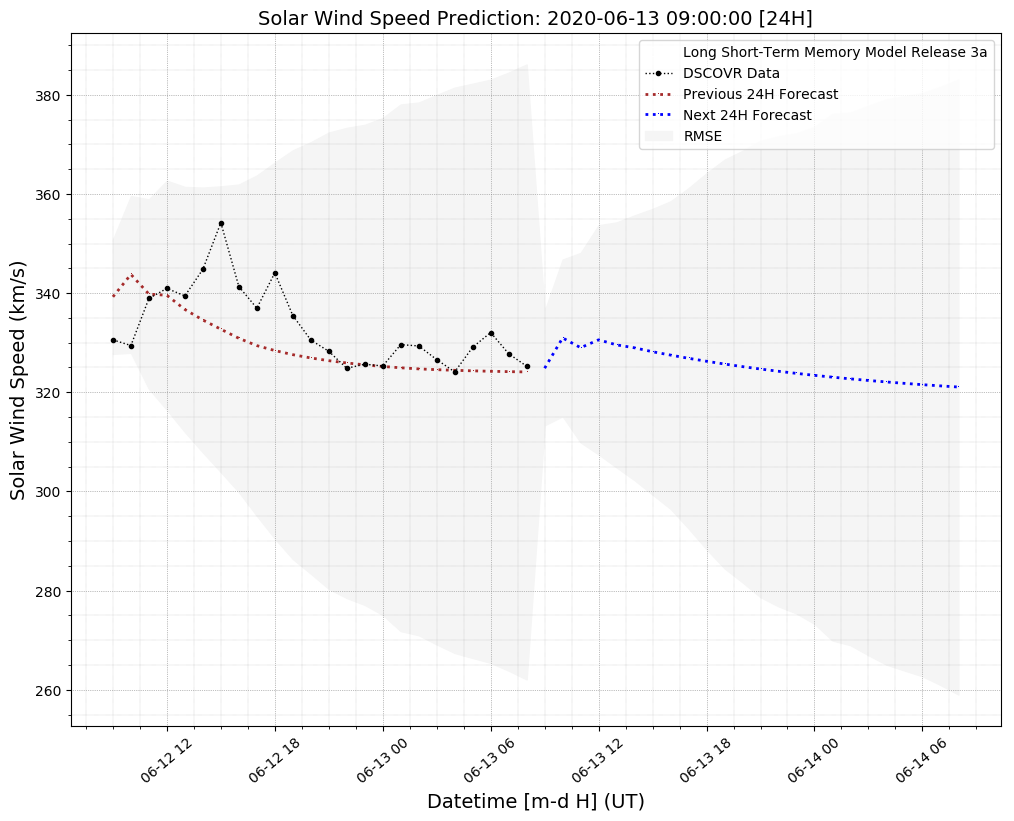 Solar Wind Speed Prediction: 2020-06-13 09:00:00 [24H]
Long Short-Term Memory Model Release 3a
DSCOVR Data
Previous 24H Forecast
Next 24H Forecast
RMSE
Solar Wind Speed (km/s)
380
360
340
320
300
280
260
06-12 12
06-12 18
06-13 00
06-13 06
06-13 12
06-13 18
06-14 00
06-14 06
Datetime [m-d H] (UT)